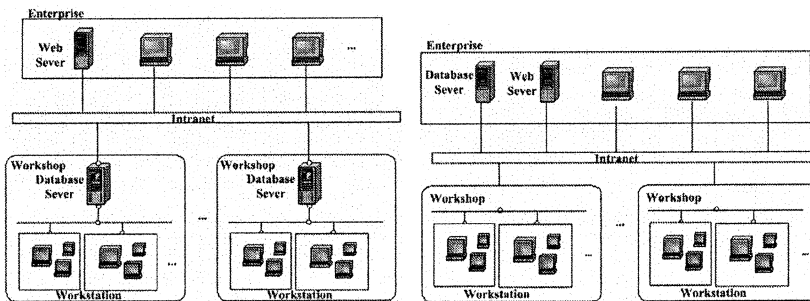 Enterprise
Web
Sever
...
Intranet
Workshop
Database
Sever
...
Workstation
...
Workshop
Database
Sever
...
Workstation
Enterprise
Database
Sever
Web
Sever
Intranet
Workshop
...
Workstation
...
Workshop
...
Workstation